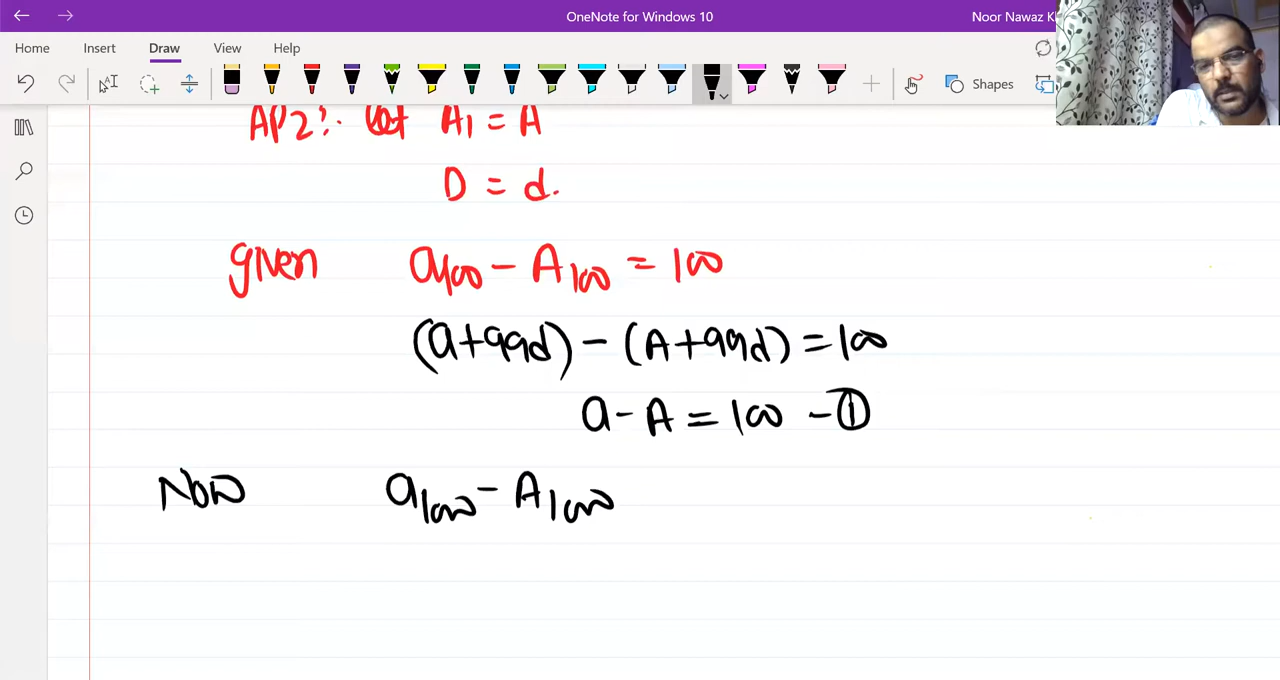 OneNote for Windows 10
Noor Nawaz K
Home Insert Draw View Help
Shapes
AP2:- let A₁ = A
D = d.
given a₁₀₀ - A₁₀₀ = 100
(a+99d) - (A+99d) = 100
a - A = 100 - ①
Now a₁₀₀₀ - A₁₀₀₀